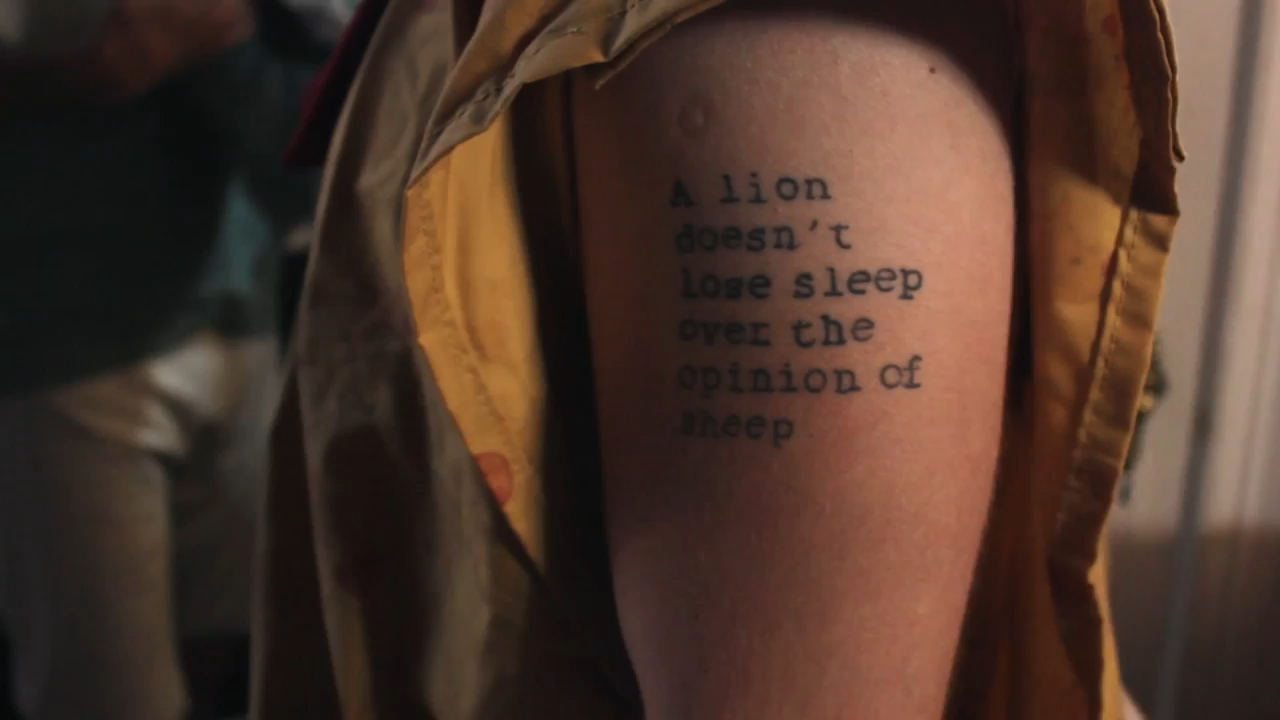 A lion
doesn't
lose sleep
over the
opinion of
sheep